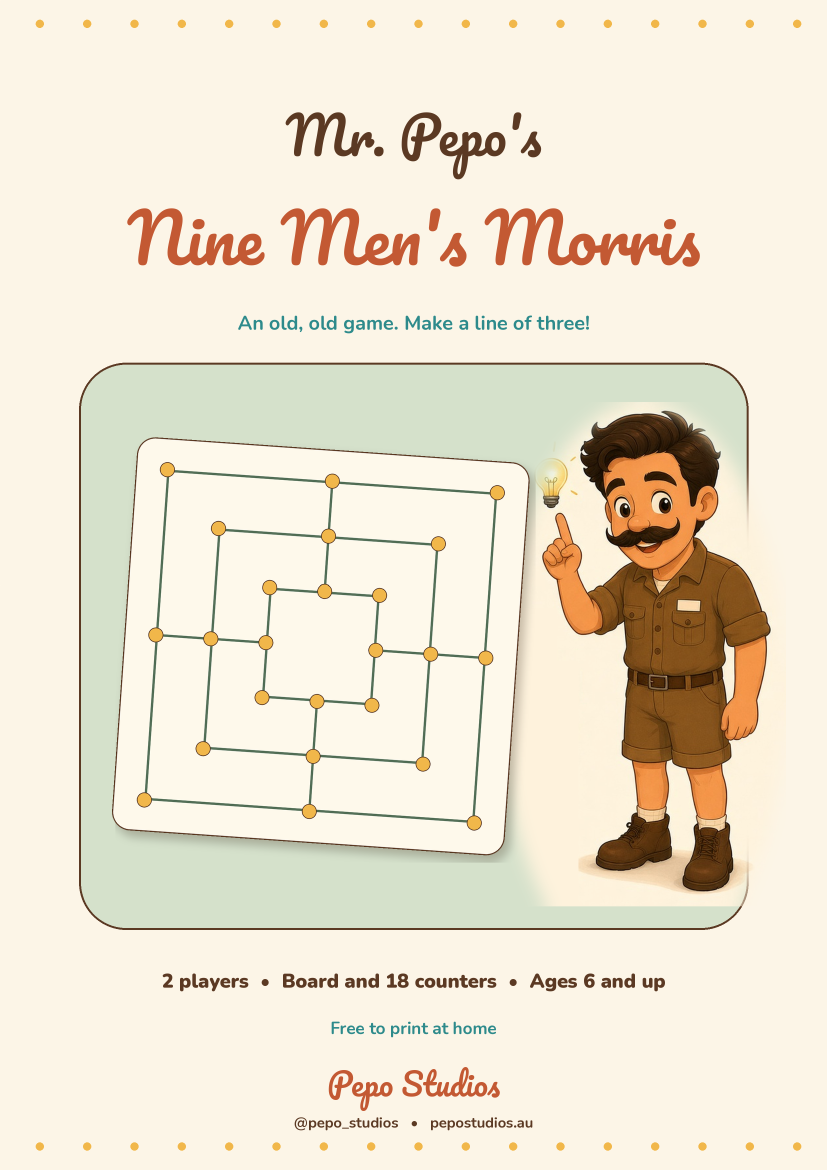 Mr. Pepo's
Nine Men's Morris
An old, old game. Make a line of three!
2 players • Board and 18 counters • Ages 6 and up
Free to print at home
Pepo Studios
@pepo_studios • pepostudios.au